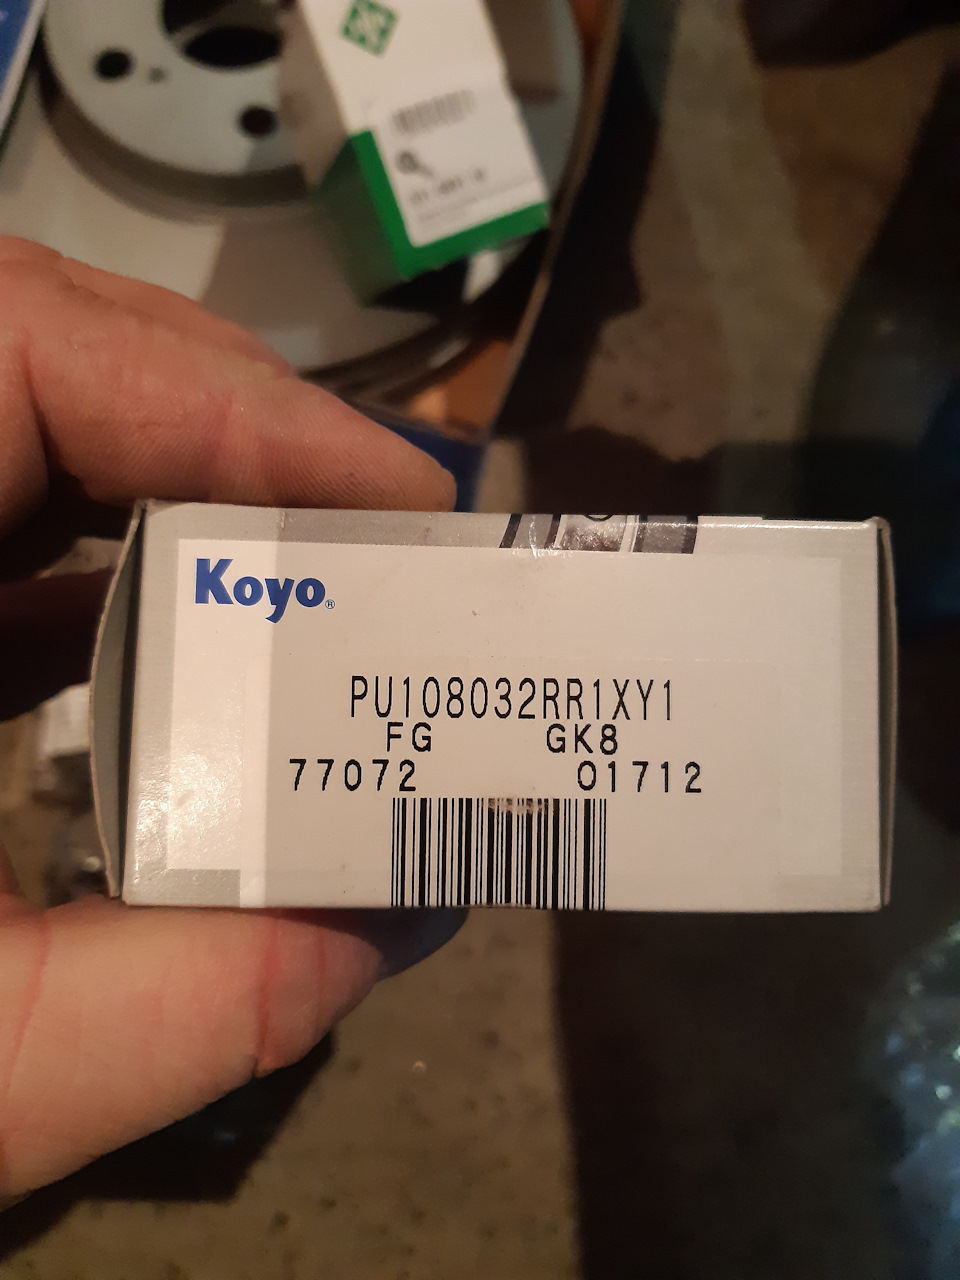 Koyo®
PU108032RR1XY1
FG GK8
77072 01712